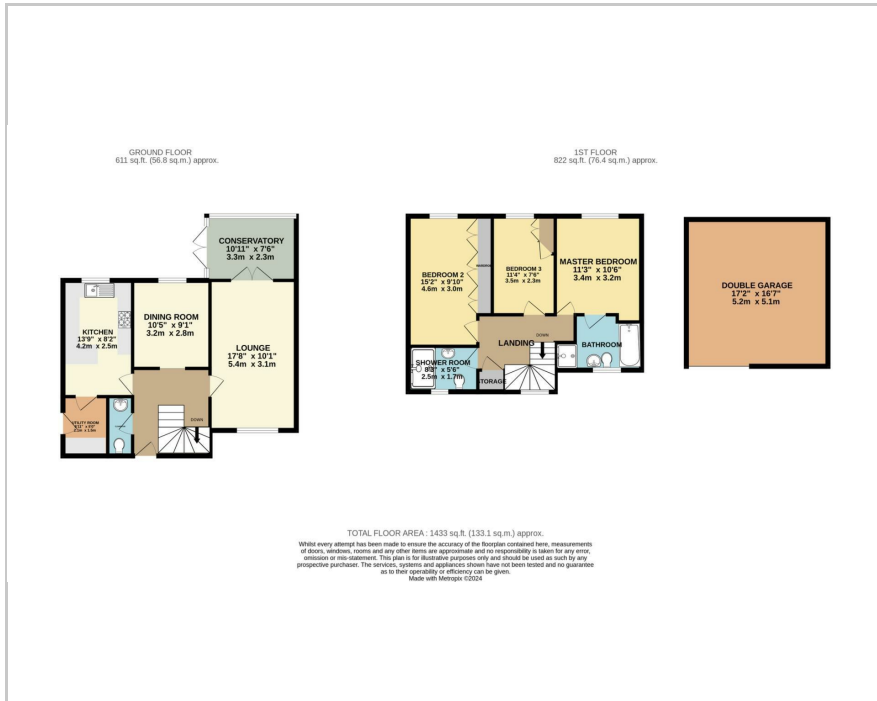 GROUND FLOOR
611 sq.ft. (56.8 sq.m.) approx.
1ST FLOOR
822 sq.ft. (76.4 sq.m.) approx.
CONSERVATORY
10'11" x 7'6"
3.3m x 2.3m
KITCHEN
13'9" x 8'2"
4.2m x 2.5m
DINING ROOM
10'5" x 9'1"
3.2m x 2.8m
LOUNGE
17'8" x 10'1"
5.4m x 3.1m
UTILITY ROOM
DOWN
BEDROOM 2
15'2" x 9'10"
4.6m x 3.0m
BEDROOM 3
11'4" x 7'6"
3.5m x 2.3m
MASTER BEDROOM
11'3" x 10'6"
3.4m x 3.2m
LANDING
DOWN
BATHROOM
SHOWER ROOM
8'2" x 5'6"
2.5m x 1.7m
STORAGE
DOUBLE GARAGE
17'2" x 16'7"
5.2m x 5.1m
TOTAL FLOOR AREA : 1433 sq.ft. (133.1 sq.m.) approx.
Whilst every attempt has been made to ensure the accuracy of the floorplan contained here, measurements
of doors, windows, rooms and any other items are approximate and no responsibility is taken for any error,
omission or mis-statement. This plan is for illustrative purposes only and should be used as such by any
prospective purchaser. The services, systems and appliances shown have not been tested and no guarantee
as to their operability or efficiency can be given.
Made with Metropix ©2024